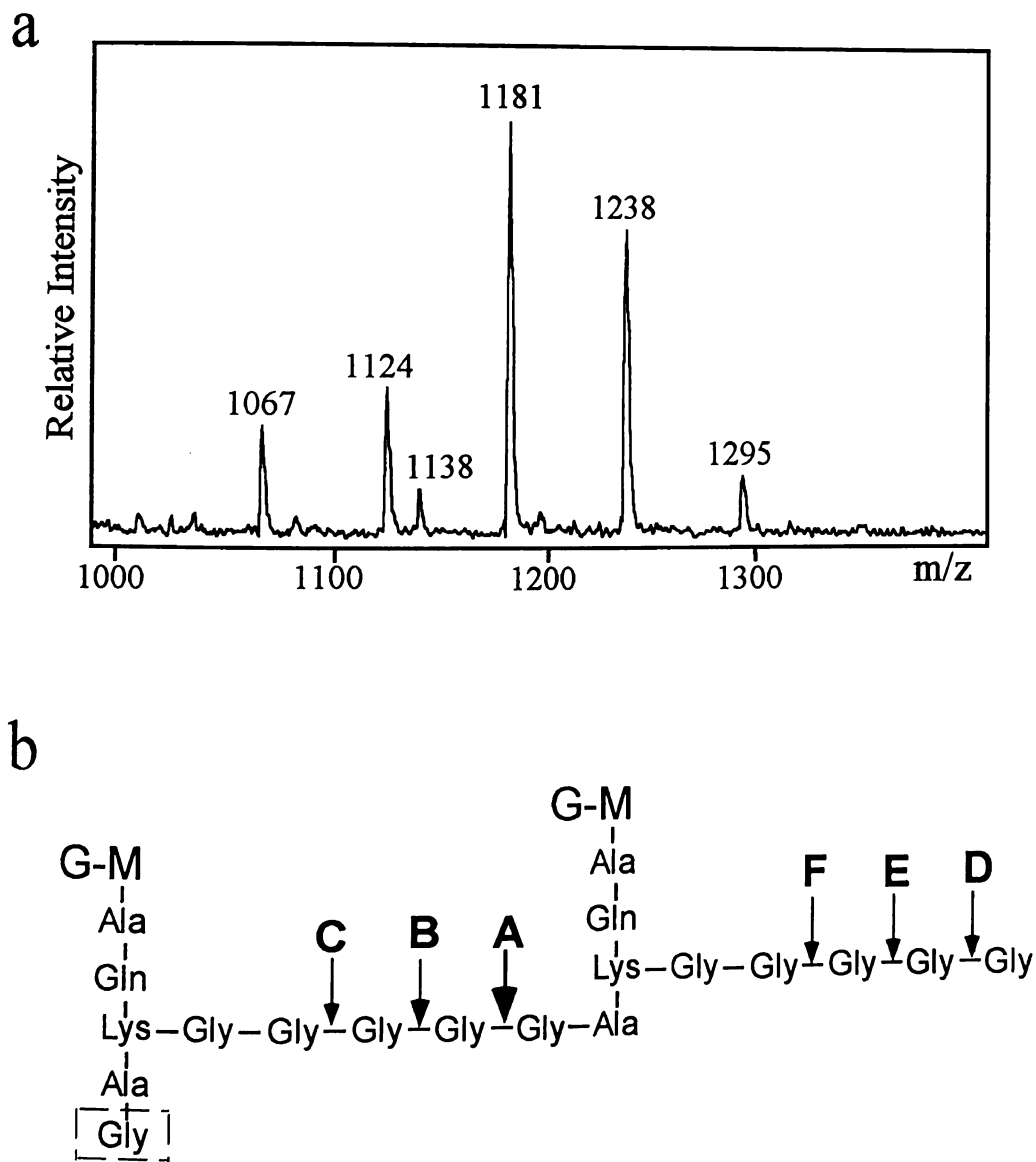 a
Relative Intensity
1067
1124
1138
1181
1238
1295
1000
1100
1200
1300
m/z
b
G-M
Ala
Gln
Lys–Gly–Gly–Gly–Gly–Gly–Ala
Ala
Gly
C
B
A
G-M
Ala
Gln
Lys–Gly–Gly–Gly–Gly–Gly
F
E
D